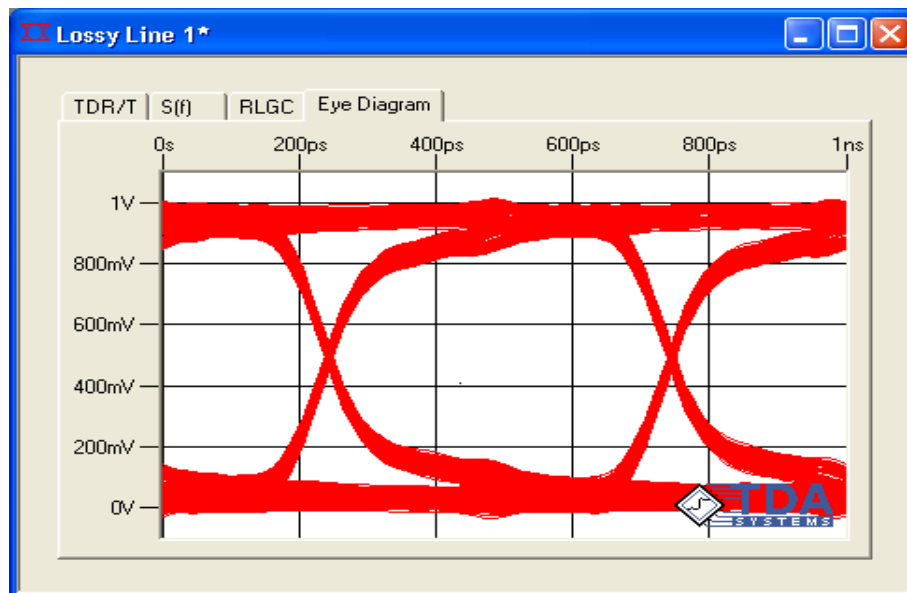 Lossy Line 1*
TDR/T S(f) RLGC Eye Diagram
0s 200ps 400ps 600ps 800ps 1ns
1V
800mV
600mV
400mV
200mV
0V
TDA
SYSTEMS